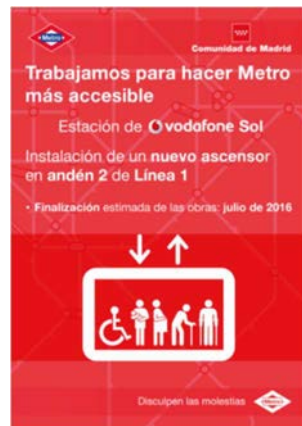 Metro
Comunidad de Madrid
Trabajamos para hacer Metro
más accesible
Estación de vodafone Sol
Instalación de un nuevo ascensor
en andén 2 de Línea 1
• Finalización estimada de las obras: julio de 2016
Disculpen las molestias
Metro